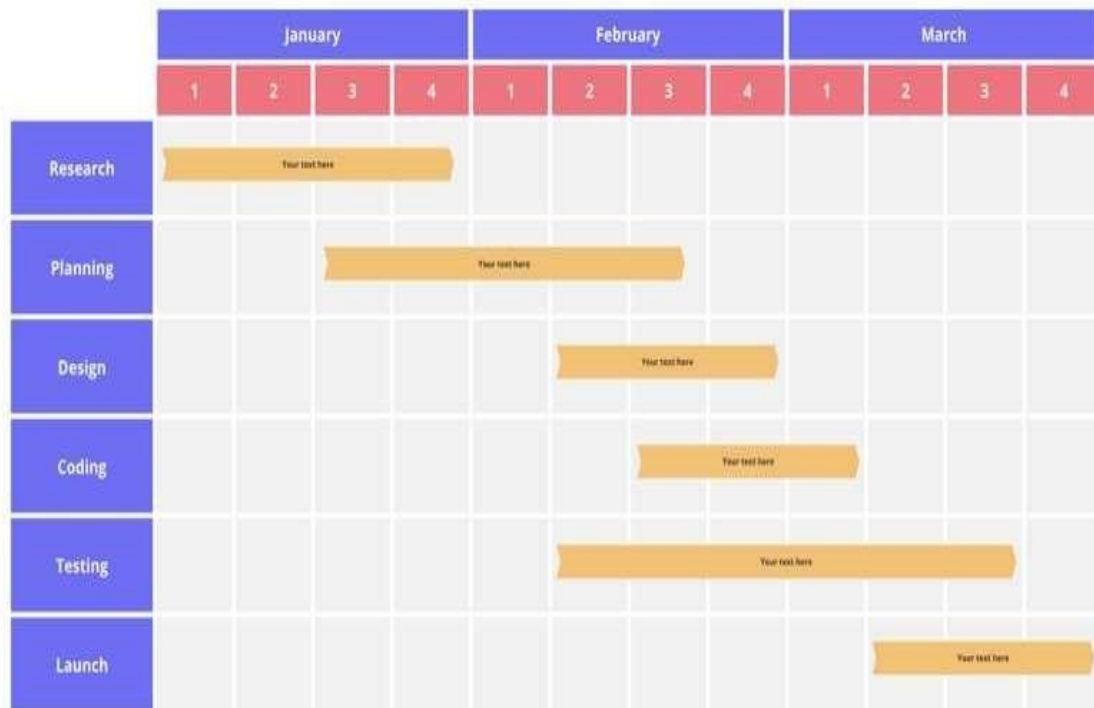 January February March
1 2 3 4 1 2 3 4 1 2 3 4
Research Your text here
Planning Your text here
Design Your text here
Coding Your text here
Testing Your text here
Launch Your text here